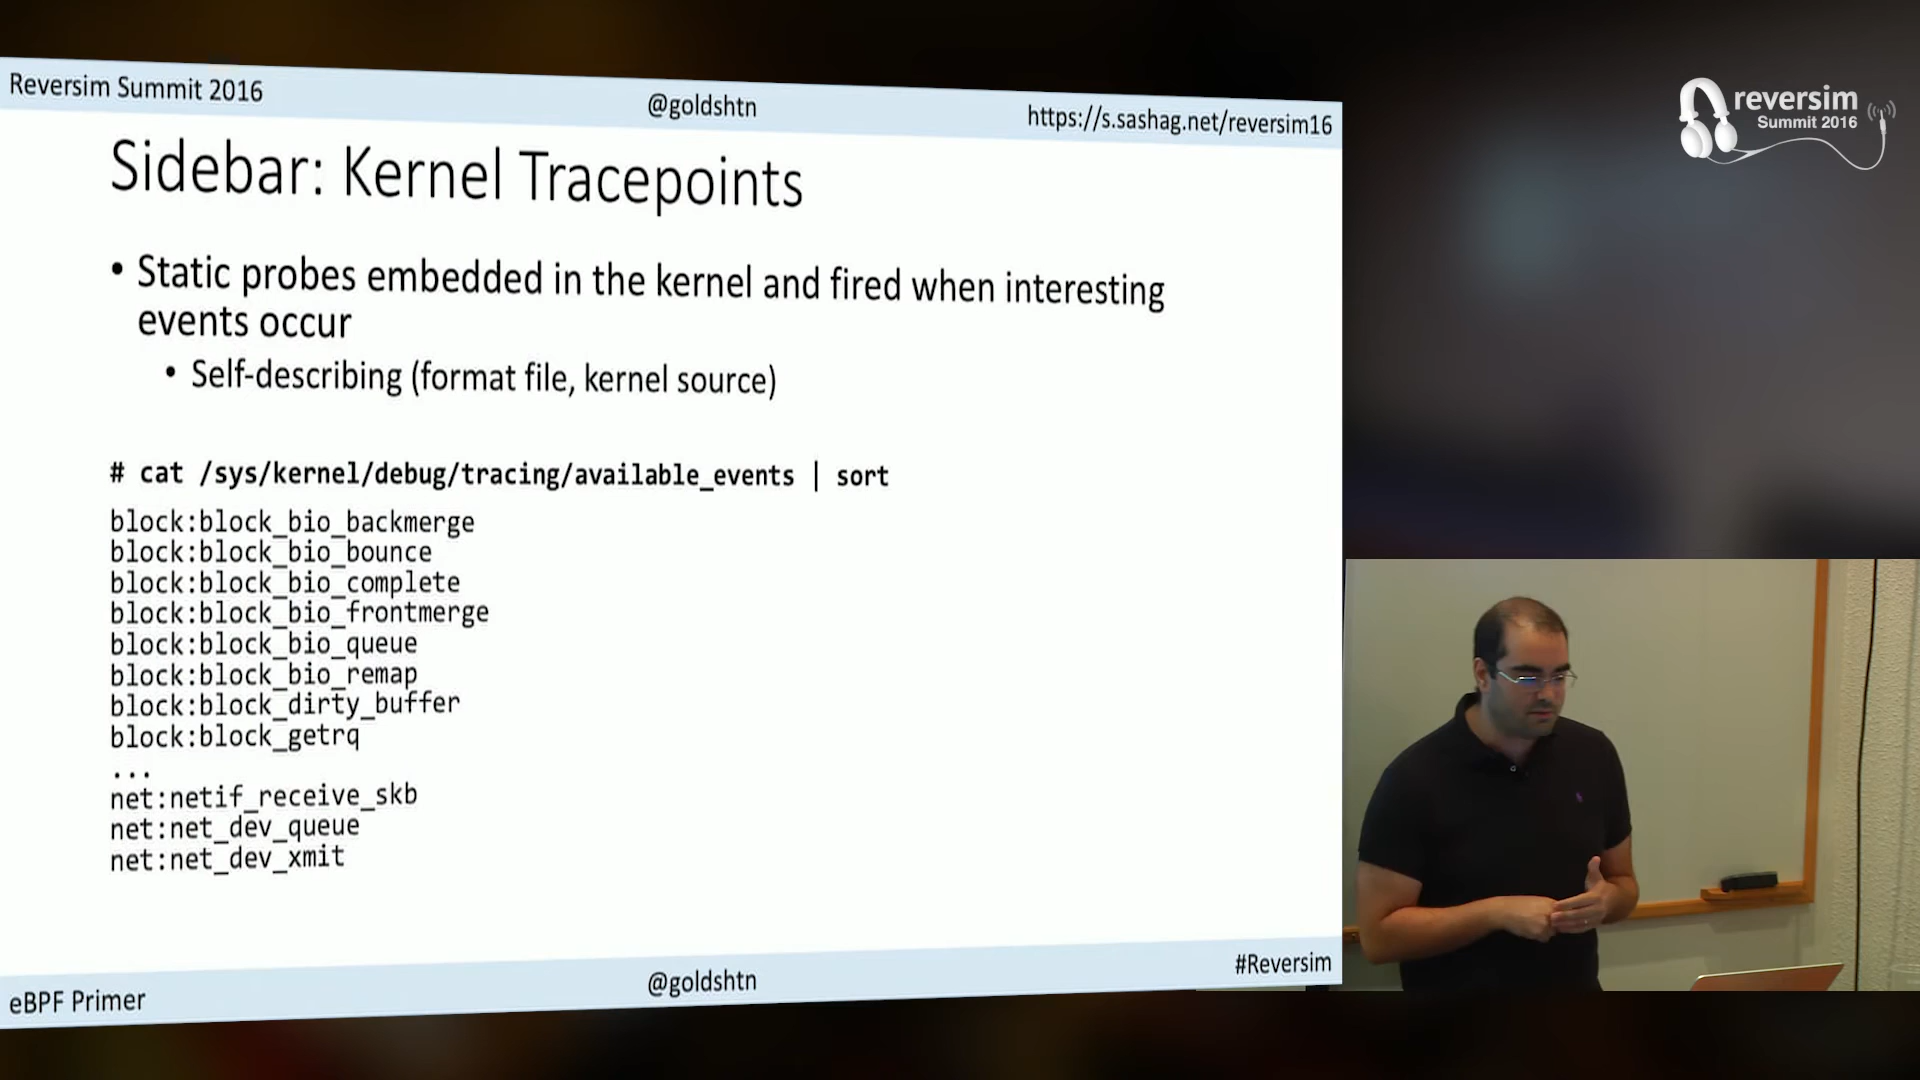 Reversim Summit 2016
@goldshtn
https://s.sashag.net/reversim16
reversim
Summit 2016
Sidebar: Kernel Tracepoints
• Static probes embedded in the kernel and fired when interesting
events occur
• Self-describing (format file, kernel source)
# cat /sys/kernel/debug/tracing/available_events | sort
block:block_bio_backmerge
block:block_bio_bounce
block:block_bio_complete
block:block_bio_frontmerge
block:block_bio_queue
block:block_bio_remap
block:block_dirty_buffer
block:block_getrq
...
net:netif_receive_skb
net:net_dev_queue
net:net_dev_xmit
eBPF Primer
@goldshtn
#Reversim